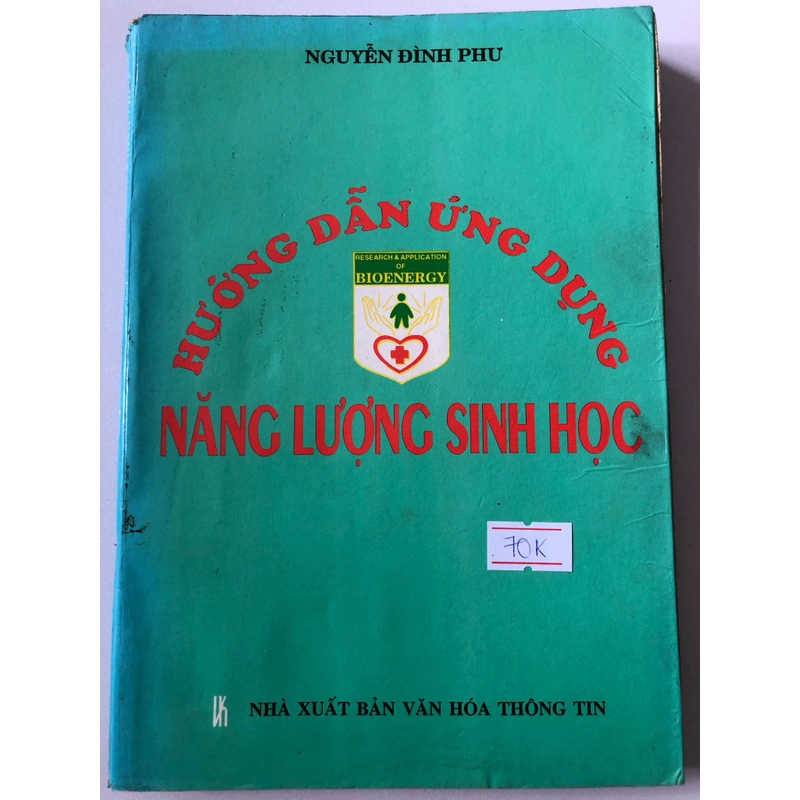 NGUYỄN ĐÌNH PHƯ
HƯỚNG DẪN ỨNG DỤNG
RESEARCH & APPLICATION
OF
BIOENERGY
NĂNG LƯỢNG SINH HỌC
70K
NHÀ XUẤT BẢN VĂN HÓA THÔNG TIN